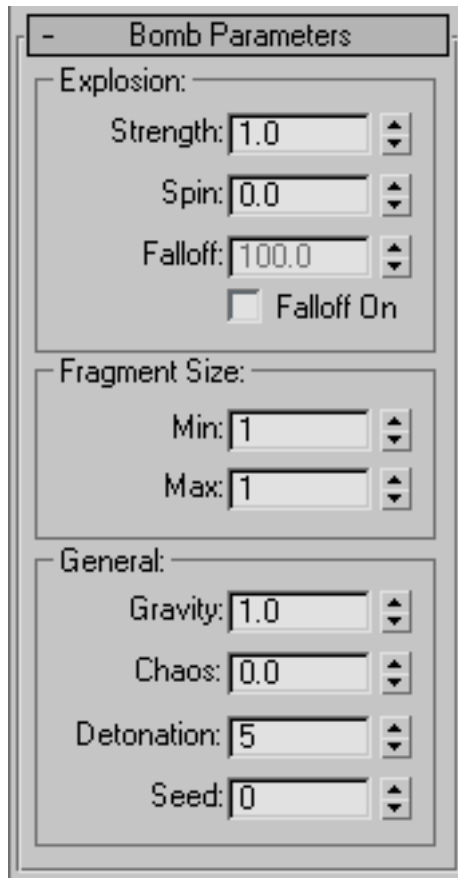 - Bomb Parameters
Explosion:
Strength: 1.0
Spin: 0.0
Falloff: 100.0
Falloff On
Fragment Size:
Min: 1
Max: 1
General:
Gravity: 1.0
Chaos: 0.0
Detonation: 5
Seed: 0